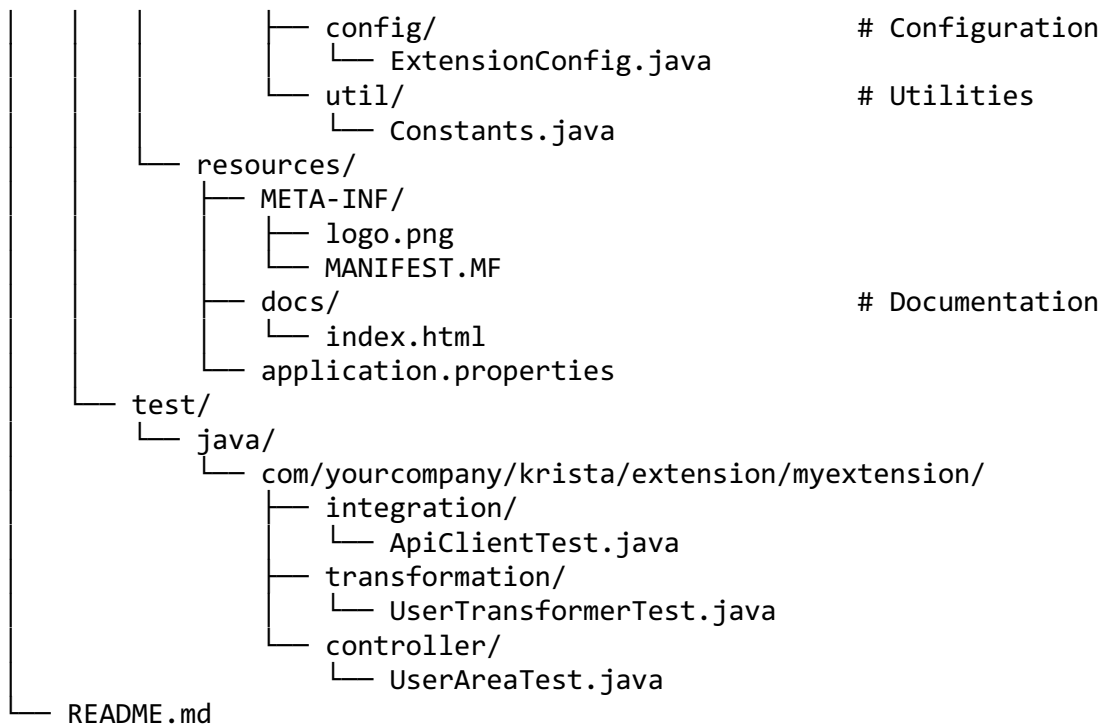 │   │   │       ├── config/                          # Configuration
│   │   │       │   └── ExtensionConfig.java
│   │   │       └── util/                            # Utilities
│   │   │           └── Constants.java
│   │   └── resources/
│   │       ├── META-INF/
│   │       │   ├── logo.png
│   │       │   └── MANIFEST.MF
│   │       ├── docs/                                # Documentation
│   │       │   └── index.html
│   │       └── application.properties
│   └── test/
│       └── java/
│           └── com/yourcompany/krista/extension/myextension/
│               ├── integration/
│               │   └── ApiClientTest.java
│               ├── transformation/
│               │   └── UserTransformerTest.java
│               └── controller/
│                   └── UserAreaTest.java
└── README.md